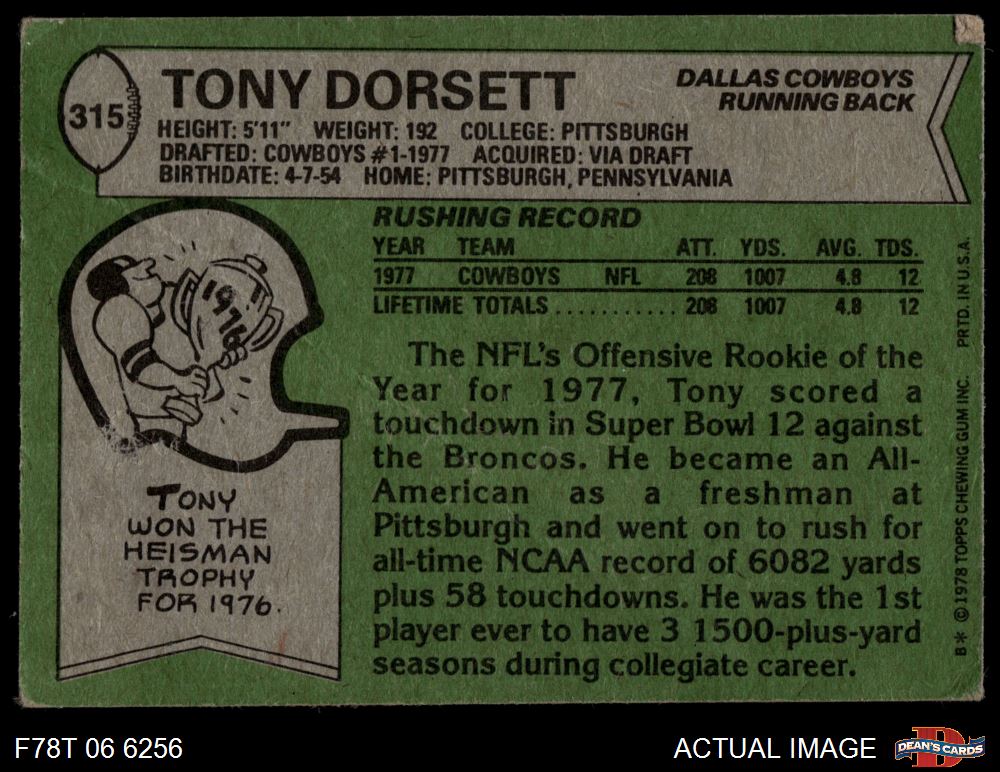 315
TONY DORSETT
DALLAS COWBOYS
RUNNING BACK
HEIGHT: 5'11" WEIGHT: 192 COLLEGE: PITTSBURGH
DRAFTED: COWBOYS #1-1977 ACQUIRED: VIA DRAFT
BIRTHDATE: 4-7-54 HOME: PITTSBURGH, PENNSYLVANIA
RUSHING RECORD
YEAR TEAM ATT. YDS. AVG. TDS.
1977 COWBOYS NFL 208 1007 4.8 12
LIFETIME TOTALS ........... 208 1007 4.8 12
The NFL's Offensive Rookie of the
Year for 1977, Tony scored a
touchdown in Super Bowl 12 against
the Broncos. He became an All-
American as a freshman at
Pittsburgh and went on to rush for
all-time NCAA record of 6082 yards
plus 58 touchdowns. He was the 1st
player ever to have 3 1500-plus-yard
seasons during collegiate career.
1976
TONY
WON THE
HEISMAN
TROPHY
FOR 1976.
B* © 1978 TOPPS CHEWING GUM INC. PRTD. IN U.S.A.
F78T 06 6256
ACTUAL IMAGE
D
DEAN'S CARDS